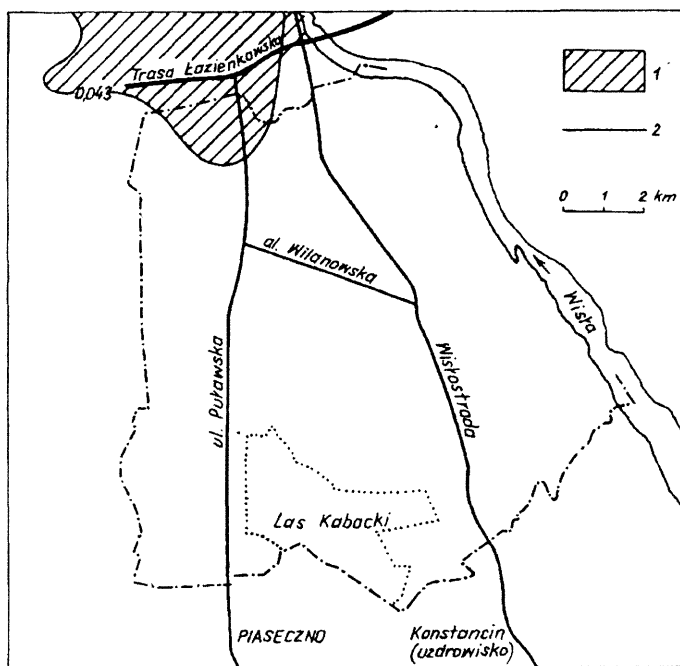 Trasa Łazienkowska
0,043
1
2
0 1 2 km
al. Wilanowska
Wisła
ul. Puławska
Wisłostrada
Las Kabacki
PIASECZNO
Konstancin
(uzdrowisko)